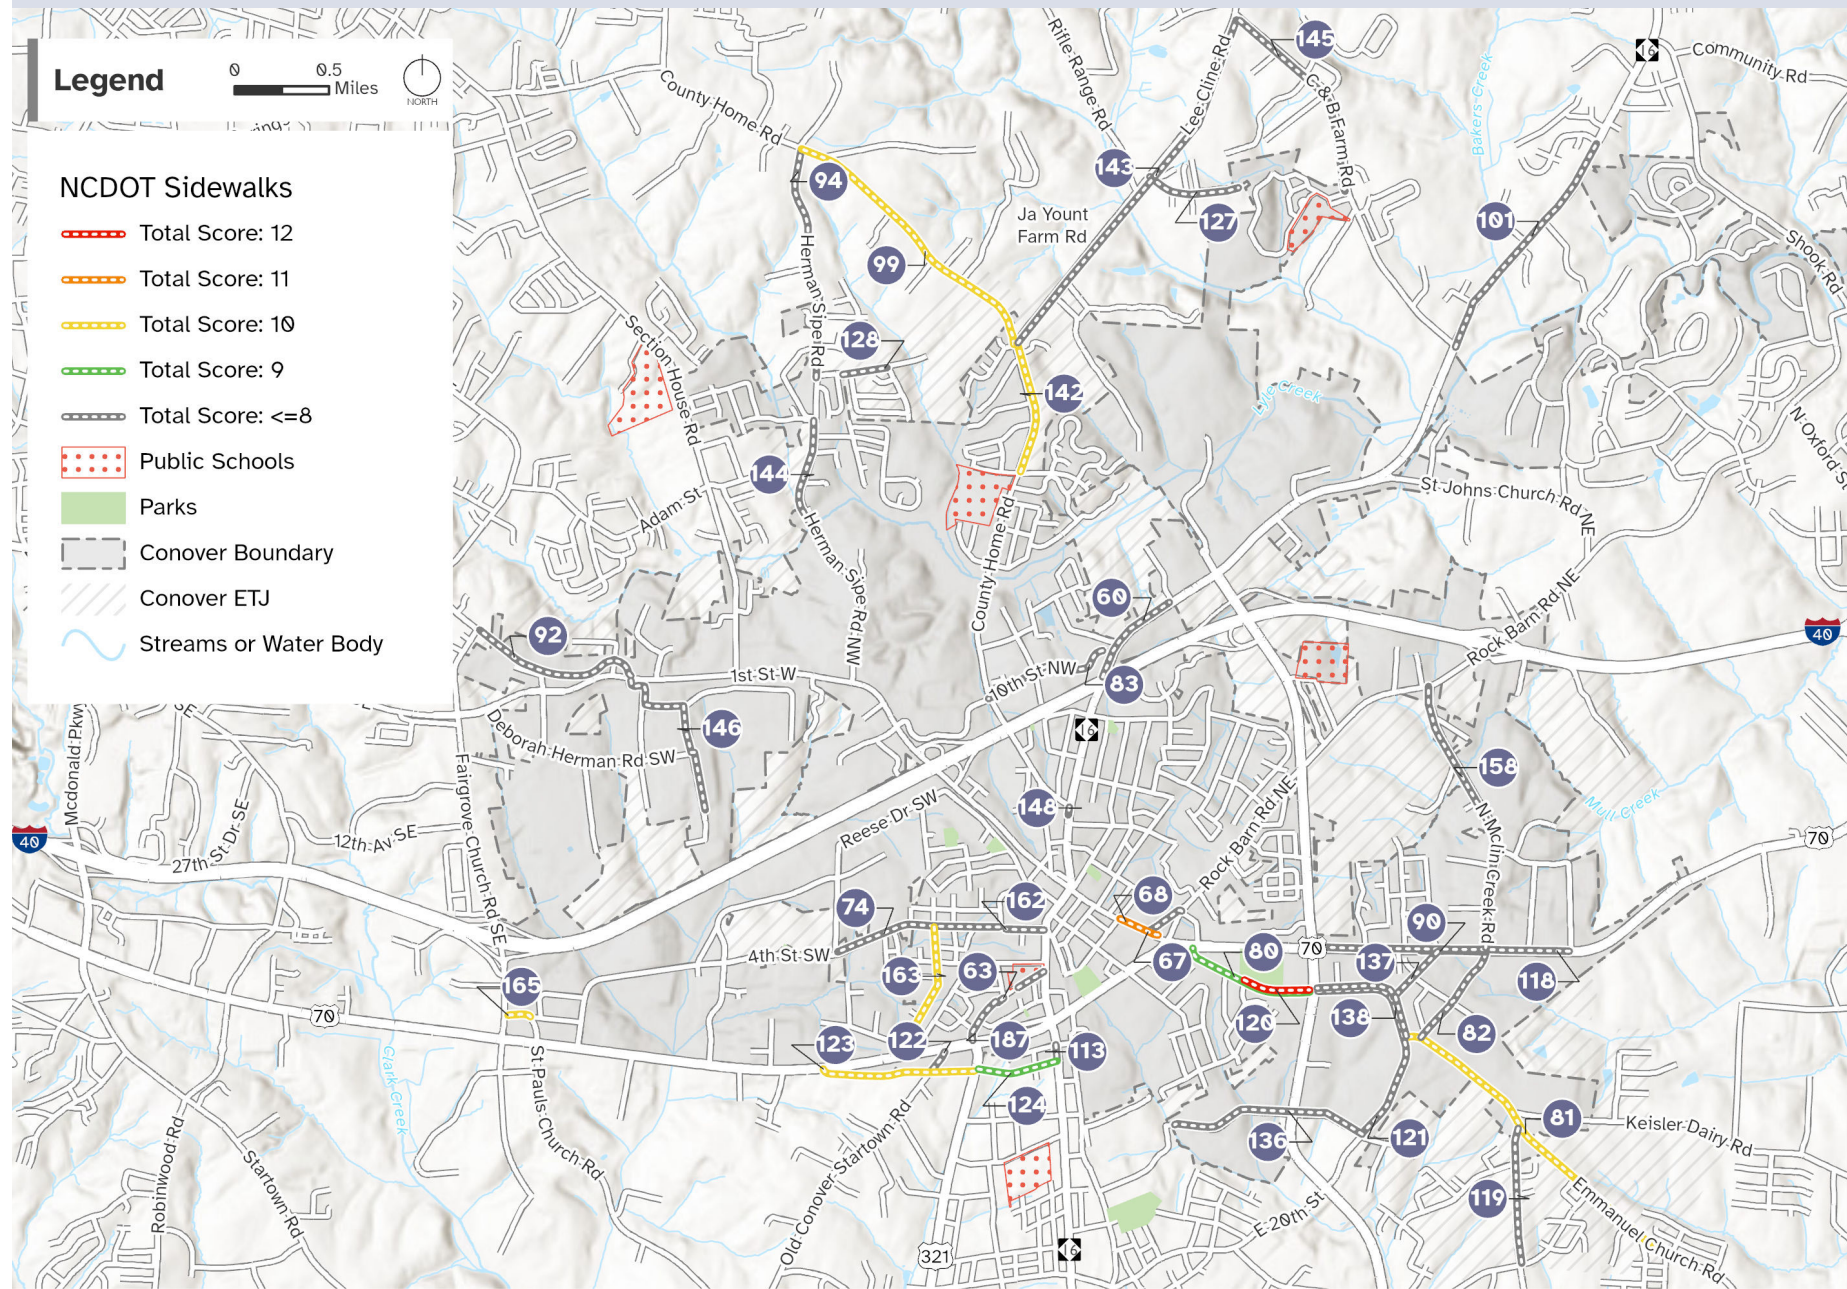 Legend
0 0.5
Miles
NORTH
NCDOT Sidewalks
Total Score: 12
Total Score: 11
Total Score: 10
Total Score: 9
Total Score: <=8
Public Schools
Parks
Conover Boundary
Conover ETJ
Streams or Water Body
County Home Rd
Rifle Range Rd
Lee Cline Rd
145
C & B Farm Rd
Bakers Creek
16
Community Rd
94
143
127
101
Ja Yount
Farm Rd
99
Shook Rd
Herman Sipe Rd
Section House Rd
128
142
Lyle Creek
N Oxford St
144
Adam St
St Johns Church Rd NE
Herman Sipe Rd NW
County Home Rd
60
92
Rock Barn Rd NE
40
1st St W
10th St NW
83
146
16
Deborah Herman Rd SW
Mcdonald Pkwy
SE
Fairgrove Church Rd SE
158
Mull Creek
148
Reese Dr SW
40
12th Av SE
27th St Dr SE
Rock Barn Rd NE
N Mclin Creek Rd
70
74
162
68
90
4th St SW
67
80
70
137
118
163
63
165
70
120
138
82
123
122
187
113
124
Clark Creek
St Pauls Church Rd
Old Conover Startown Rd
136
121
81
Keisler Dairy Rd
Robinwood Rd
Startown Rd
119
E 20th St
Emmanuel Church Rd
321
16